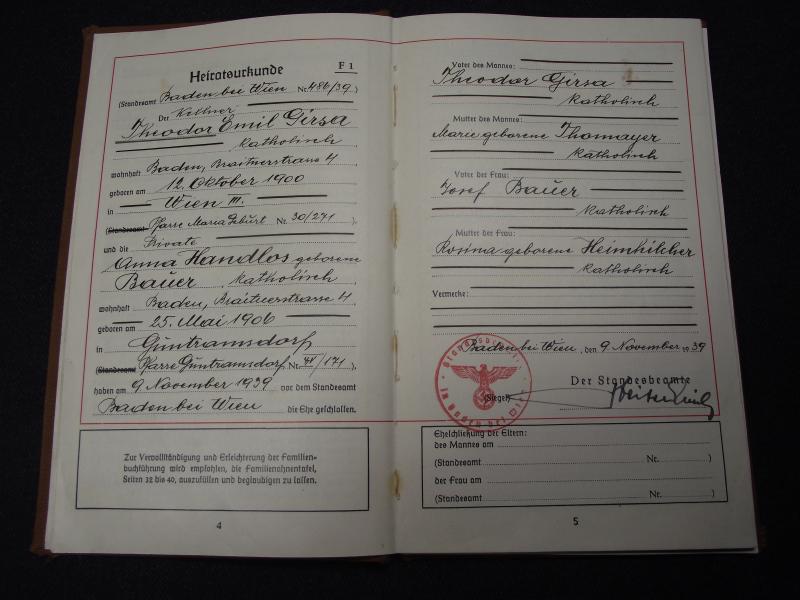 Heiratsurkunde F 1
(Standesamt Baden bei Wien Nr. 486/39)
Der Kellner
Theodor Emil Girsa
Katholisch
wohnhaft Baden, Braitnerstrasse 4
geboren am 12. Oktober 1900
in Wien III.
(Standesamt Pfarre Maria Geburt Nr. 30/271),
und die Private
Anna Handlos geborene
Bauer, Katholisch
wohnhaft Baden, Braitnerstrasse 4
geboren am 25. Mai 1906
in Guntramsdorf
(Standesamt Pfarre Guntramsdorf, Nr. /171),
haben am 9. November 1939 vor dem Standesamt
Baden bei Wien die Ehe geschlossen.
Zur Vervollständigung und Erleichterung der Familien-
buchführung wird empfohlen, die Familienahnentafel,
Seiten 32 bis 40, auszufüllen und beglaubigen zu lassen.
4
Vater des Mannes:
Theodor Girsa
Katholisch
Mutter des Mannes:
Marie geborene Thomayer
Katholisch
Vater der Frau:
Josef Bauer
Katholisch
Mutter der Frau:
Rosina geborene Heimhilcher
Katholisch
Vermerke:
Baden bei Wien, den 9. November 1939
Der Standesbeamte
(Siegel)
Eheschließung der Eltern:
des Mannes am
(Standesamt Nr. )
der Frau am
(Standesamt Nr. )
5